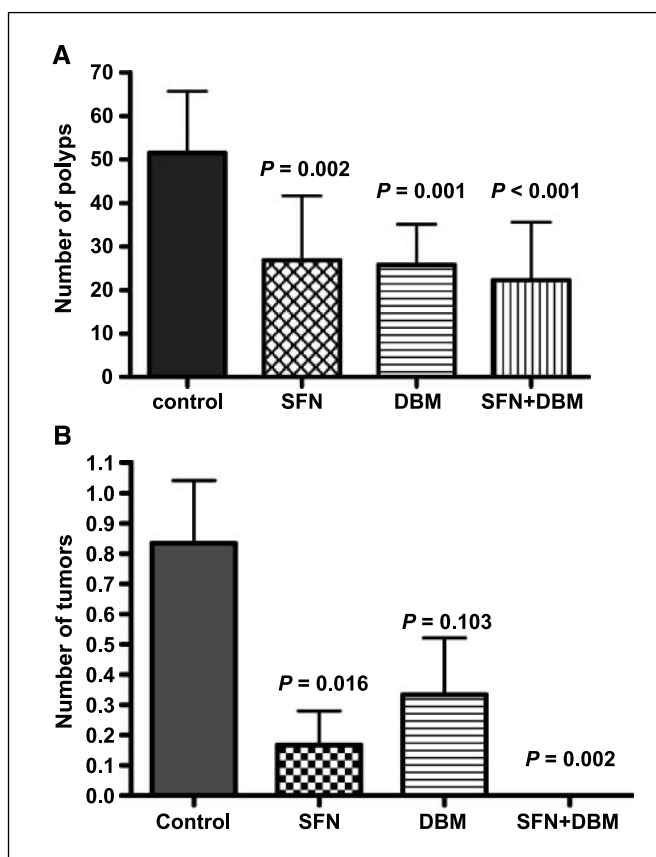 A
Number of polyps
70
60
50
40
30
20
10
0
P = 0.002
P = 0.001
P < 0.001
control SFN DBM SFN+DBM
B
Number of tumors
1.1
1.0
0.9
0.8
0.7
0.6
0.5
0.4
0.3
0.2
0.1
0.0
P = 0.103
P = 0.016
P = 0.002
Control SFN DBM SFN+DBM